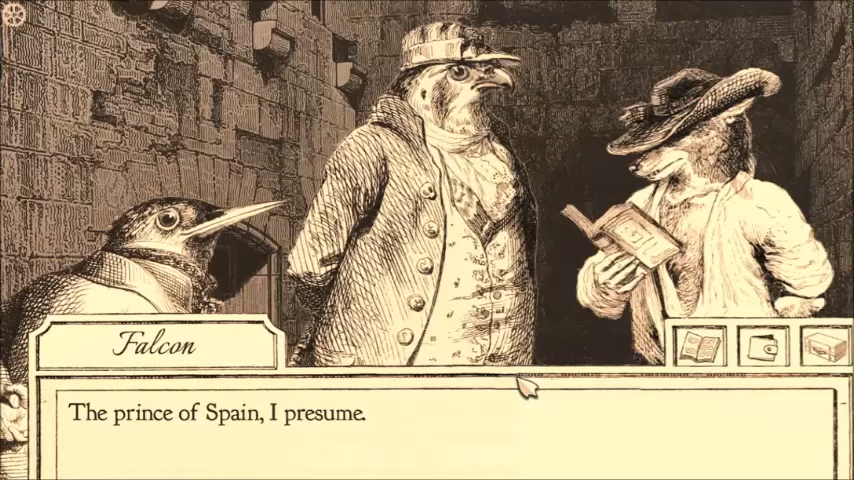 Falcon
The prince of Spain, I presume.